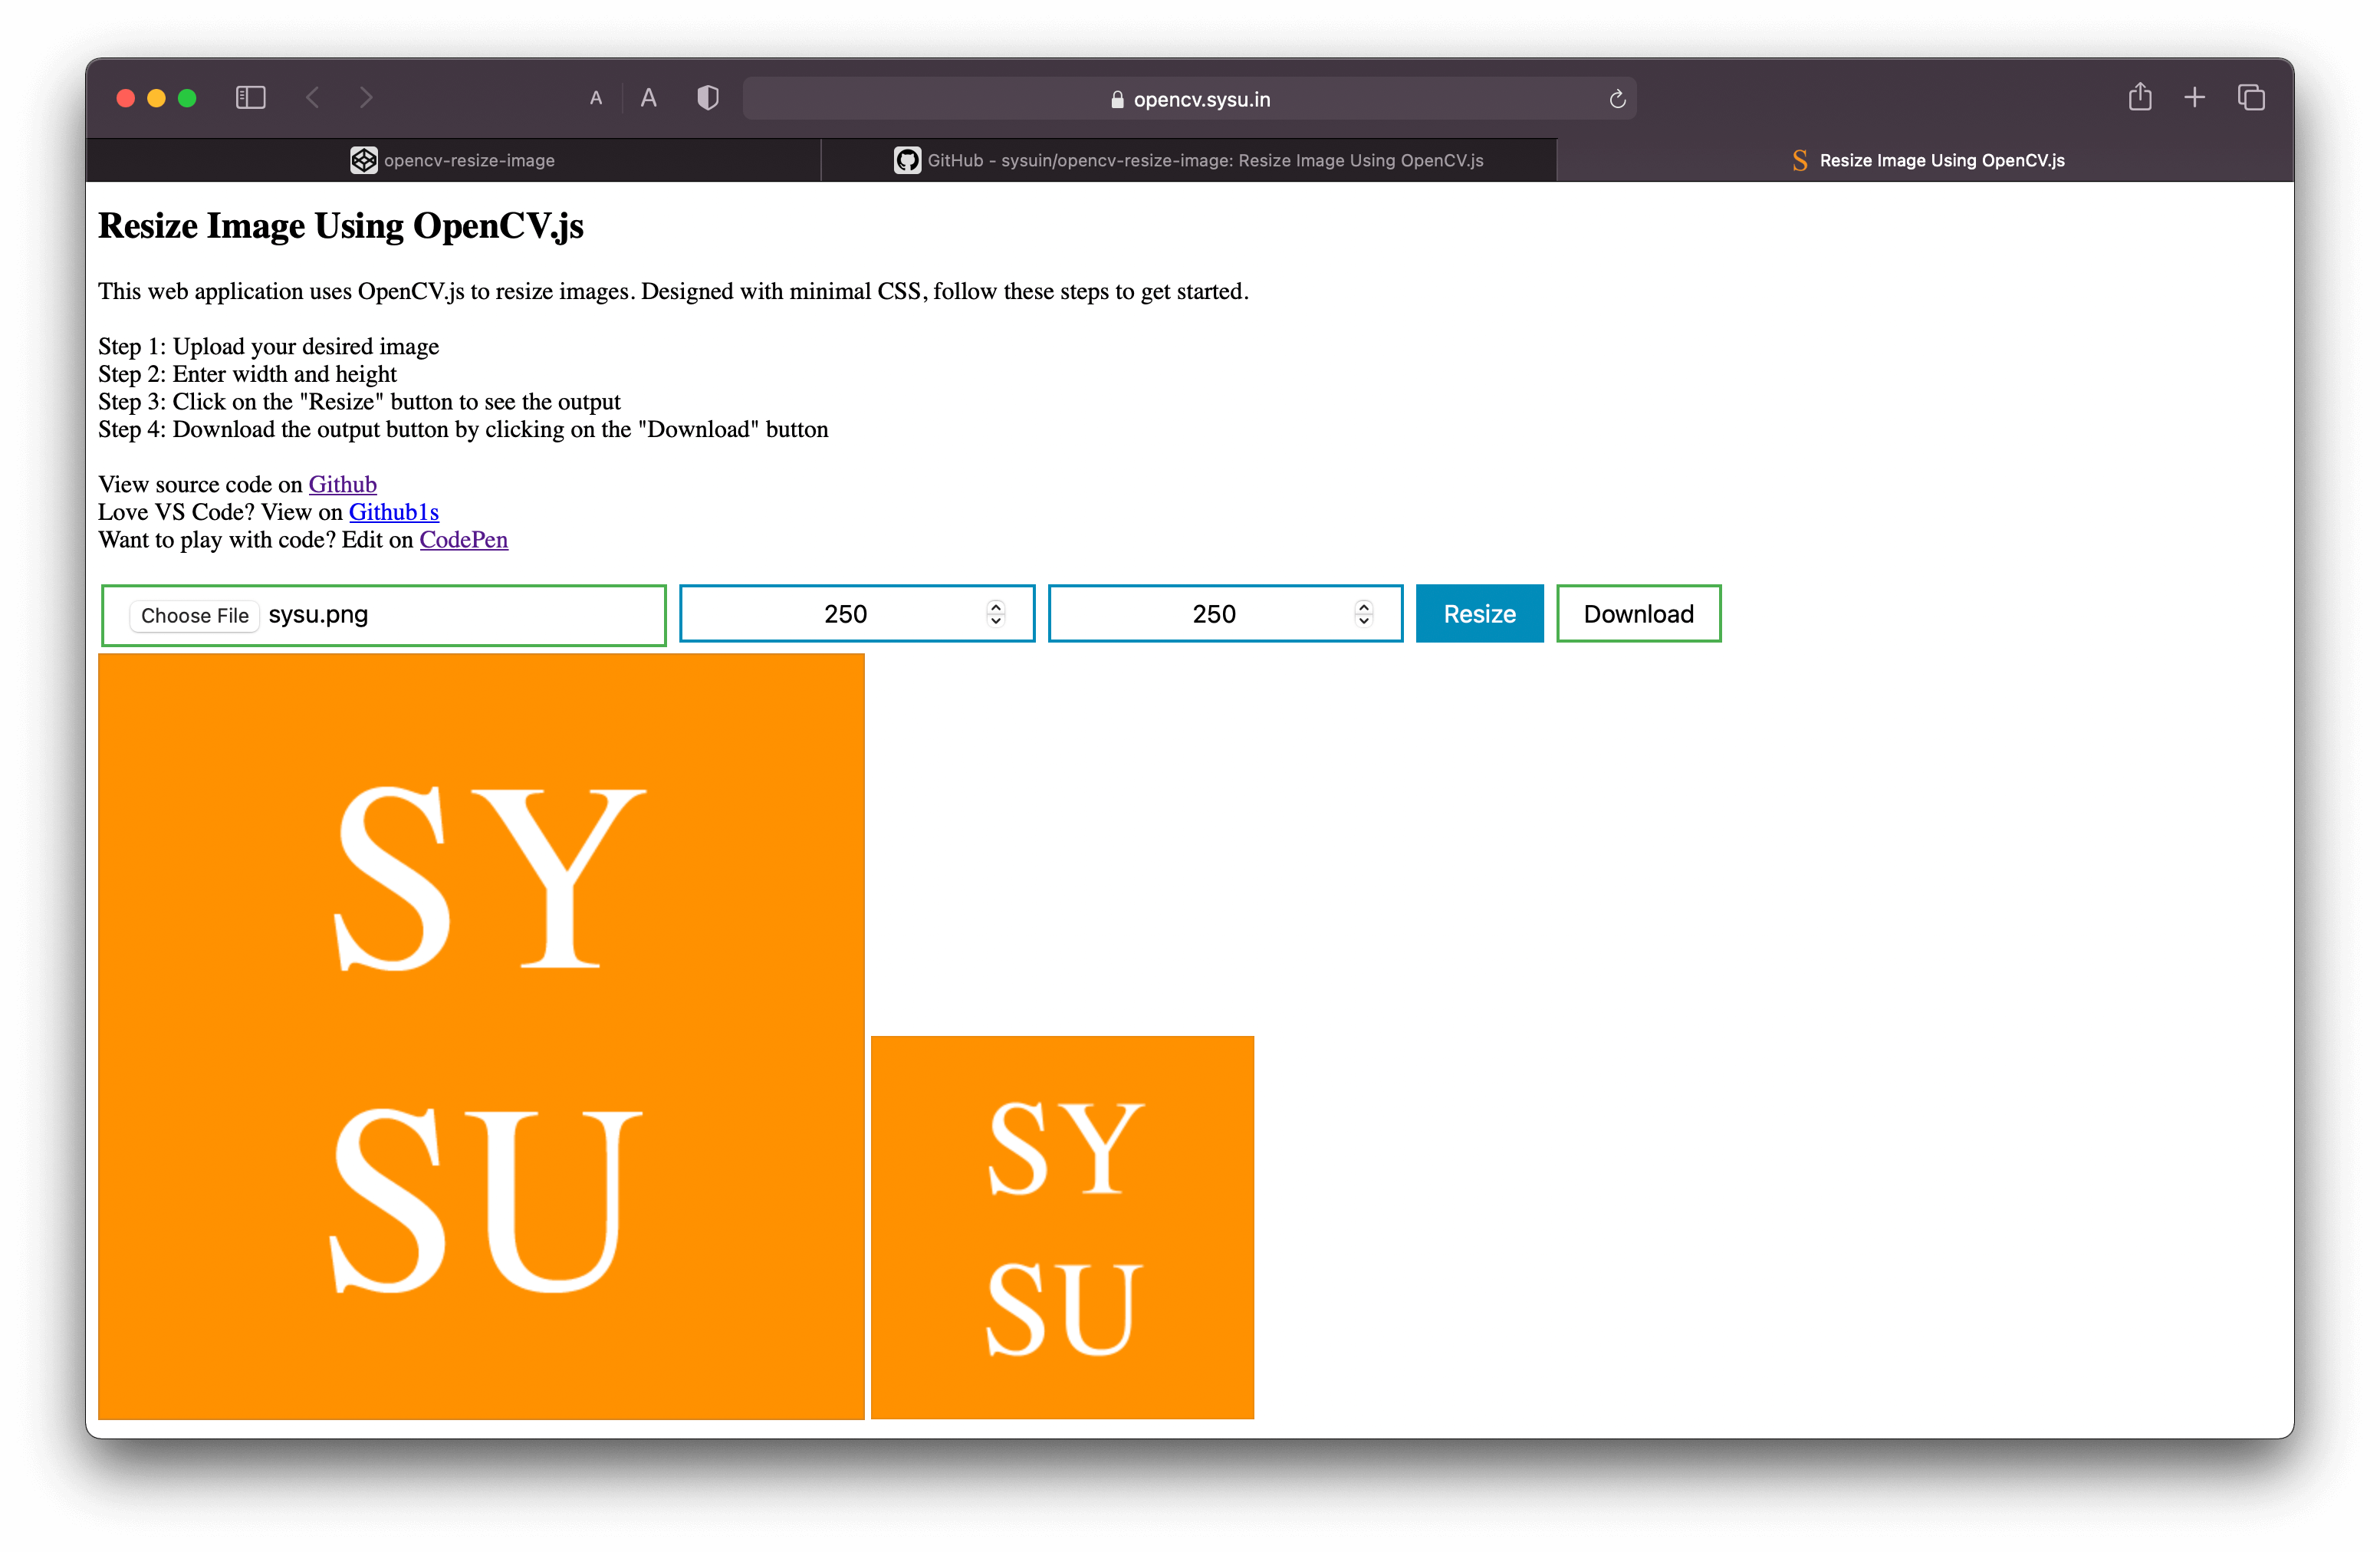 A A opencv.sysu.in
opencv-resize-image
GitHub - sysuin/opencv-resize-image: Resize Image Using OpenCV.js
S Resize Image Using OpenCV.js
Resize Image Using OpenCV.js
This web application uses OpenCV.js to resize images. Designed with minimal CSS, follow these steps to get started.
Step 1: Upload your desired image
Step 2: Enter width and height
Step 3: Click on the "Resize" button to see the output
Step 4: Download the output button by clicking on the "Download" button
View source code on Github
Love VS Code? View on Github1s
Want to play with code? Edit on CodePen
Choose File sysu.png 250 250 Resize Download
SY
SU
SY
SU